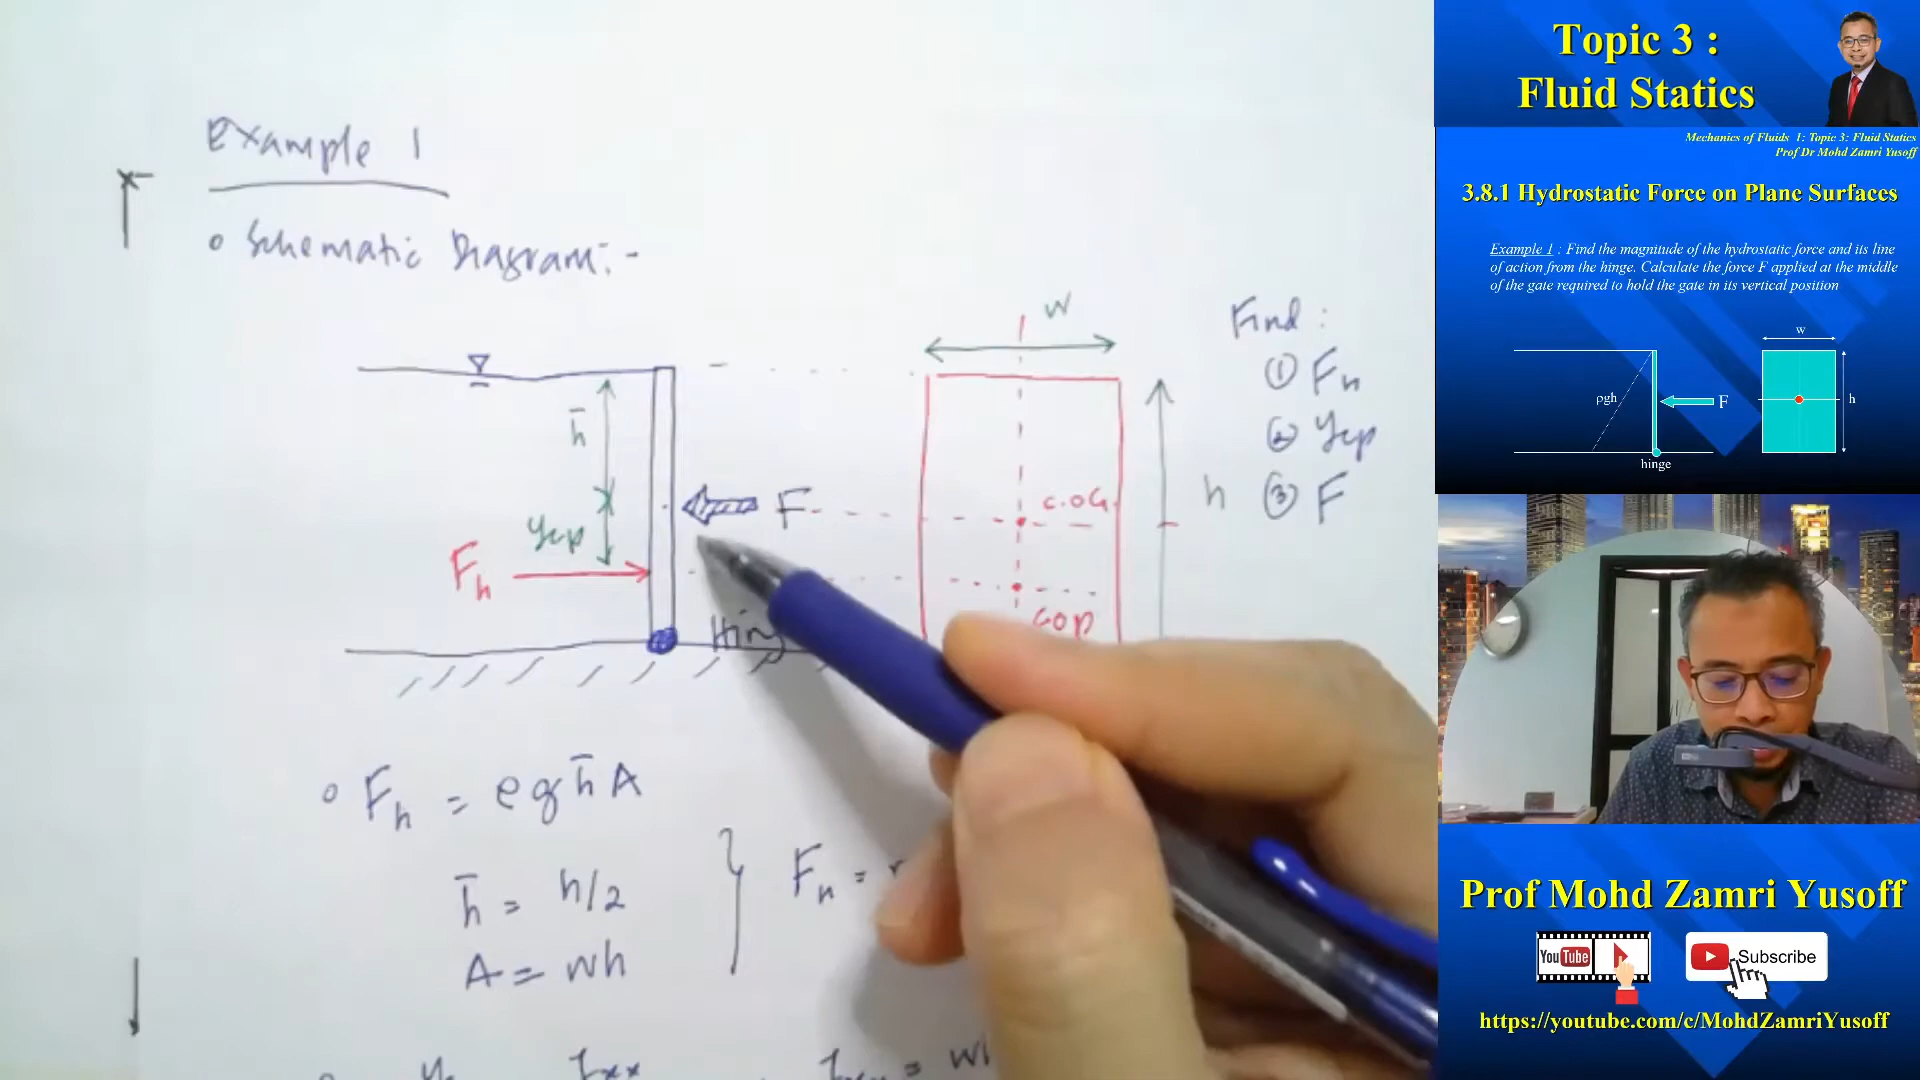 Example 1
o Schematic Diagram:-
w
Find :
① Fh
② ycp
③ F
h̄
ycp
Fh
F
C.O.G
h
COP
o Fh = ρgh̄A
h̄ = h/2
A = wh
Fh =
Ixx
Topic 3 :
Fluid Statics
Mechanics of Fluids 1: Topic 3: Fluid Statics
Prof Dr Mohd Zamri Yusoff
3.8.1 Hydrostatic Force on Plane Surfaces
Example 1 : Find the magnitude of the hydrostatic force and its line
of action from the hinge. Calculate the force F applied at the middle
of the gate required to hold the gate in its vertical position
w
ρgh
F
h
hinge
Prof Mohd Zamri Yusoff
YouTube
Subscribe
https://youtube.com/c/MohdZamriYusoff